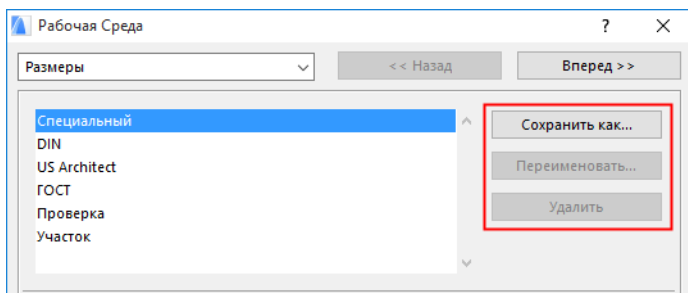 Рабочая Среда ?
Размеры << Назад Вперед >>
Специальный Сохранить как...
DIN
US Architect Переименовать...
ГОСТ
Проверка Удалить
Участок